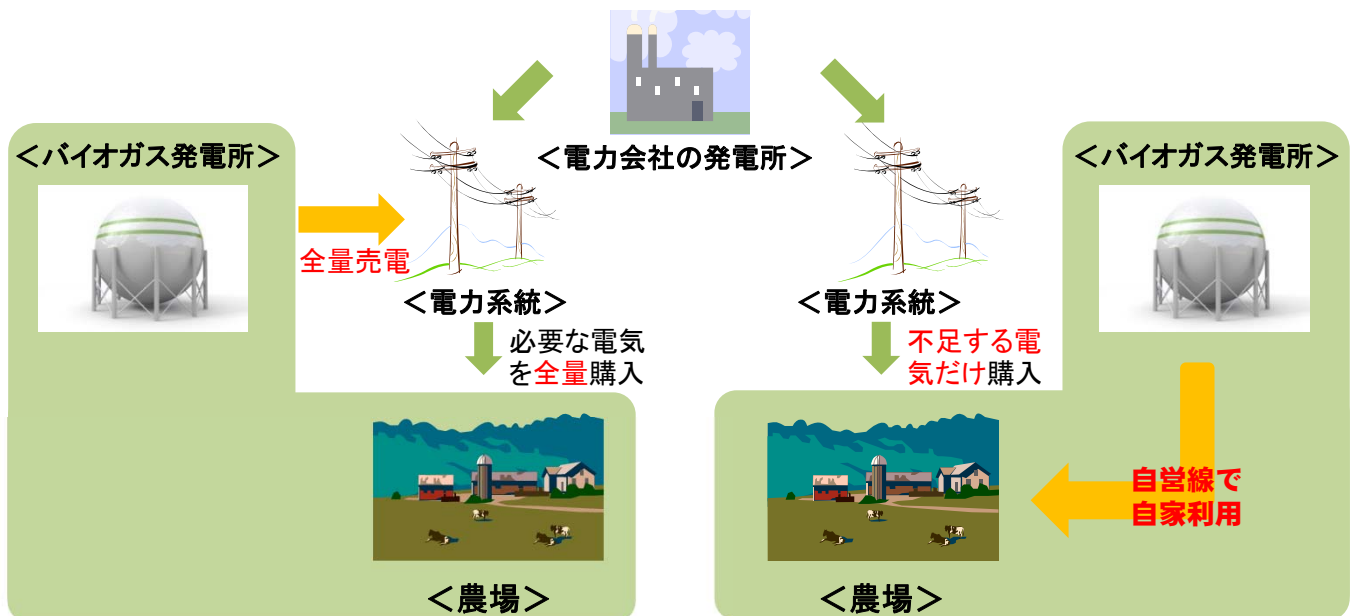 <電力会社の発電所>
<バイオガス発電所>
全量売電
<電力系統>
必要な電気
を全量購入
<農場>
<バイオガス発電所>
<電力系統>
不足する電
気だけ購入
自営線で
自家利用
<農場>